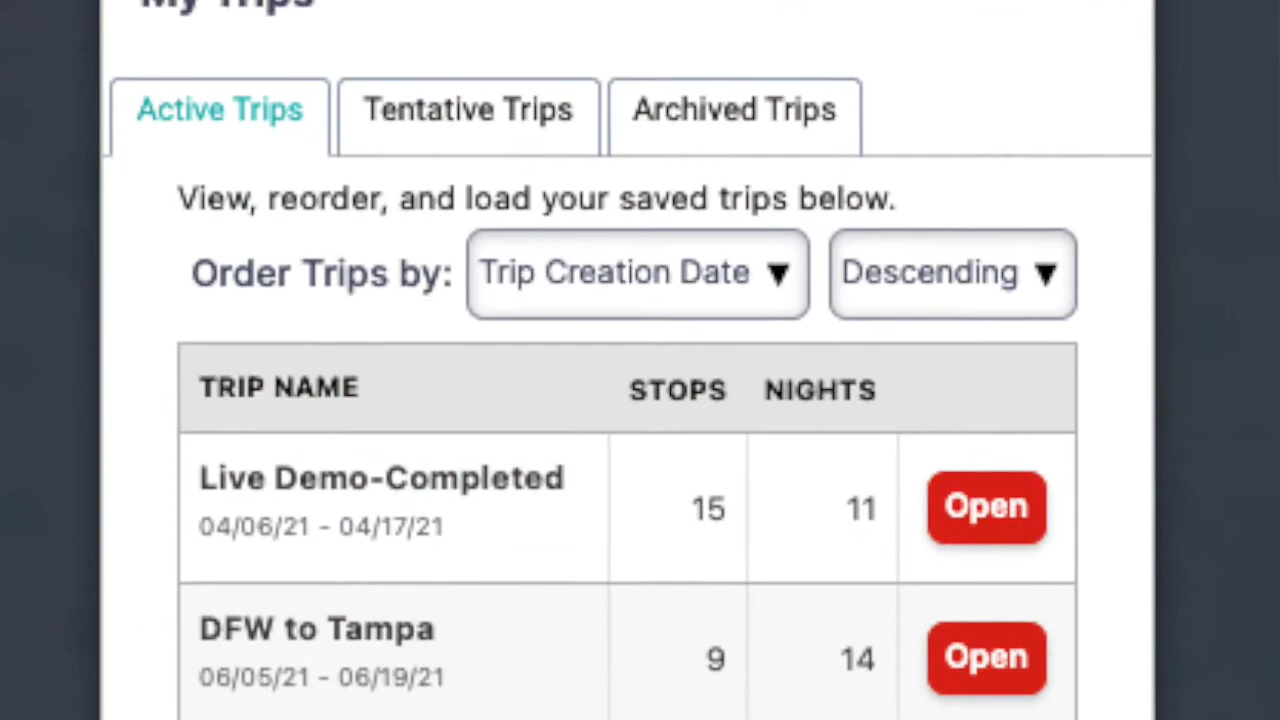 My Trips
Active Trips Tentative Trips Archived Trips
View, reorder, and load your saved trips below.
Order Trips by: Trip Creation Date ▼ Descending ▼
TRIP NAME STOPS NIGHTS
Live Demo-Completed
04/06/21 - 04/17/21
15 11 Open
DFW to Tampa
06/05/21 - 06/19/21
9 14 Open